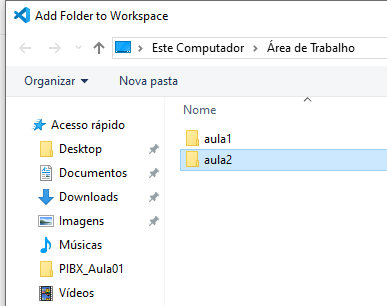 Add Folder to Workspace
Este Computador > Área de Trabalho
Organizar Nova pasta
Nome
Acesso rápido
Desktop
Documentos
Downloads
Imagens
Músicas
PIBX_Aula01
Vídeos
aula1
aula2